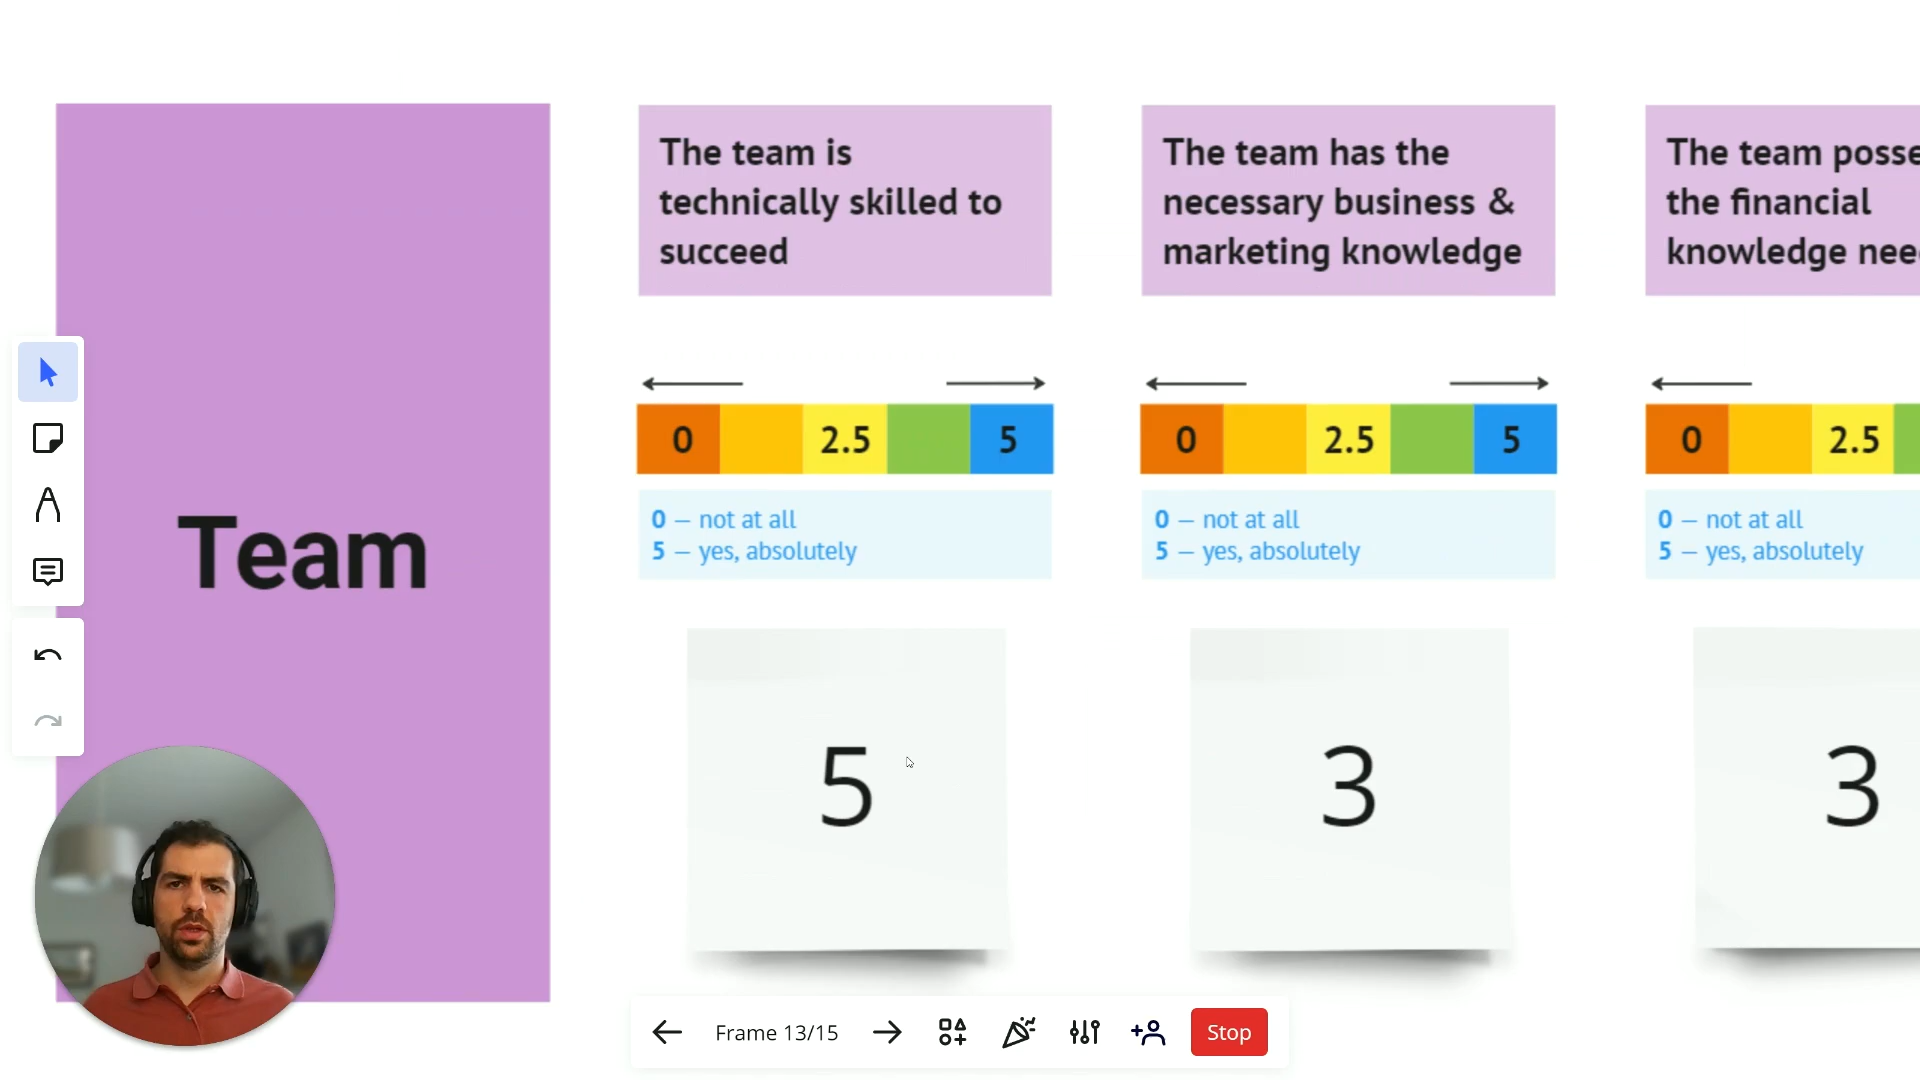 The team is
technically skilled to
succeed
The team has the
necessary business &
marketing knowledge
The team posse
the financial
knowledge nee
0 2.5 5
0 2.5 5
0 2.5
0 – not at all
5 – yes, absolutely
0 – not at all
5 – yes, absolutely
0 – not at all
5 – yes, absolutely
Team
5
3
3
Frame 13/15
Stop